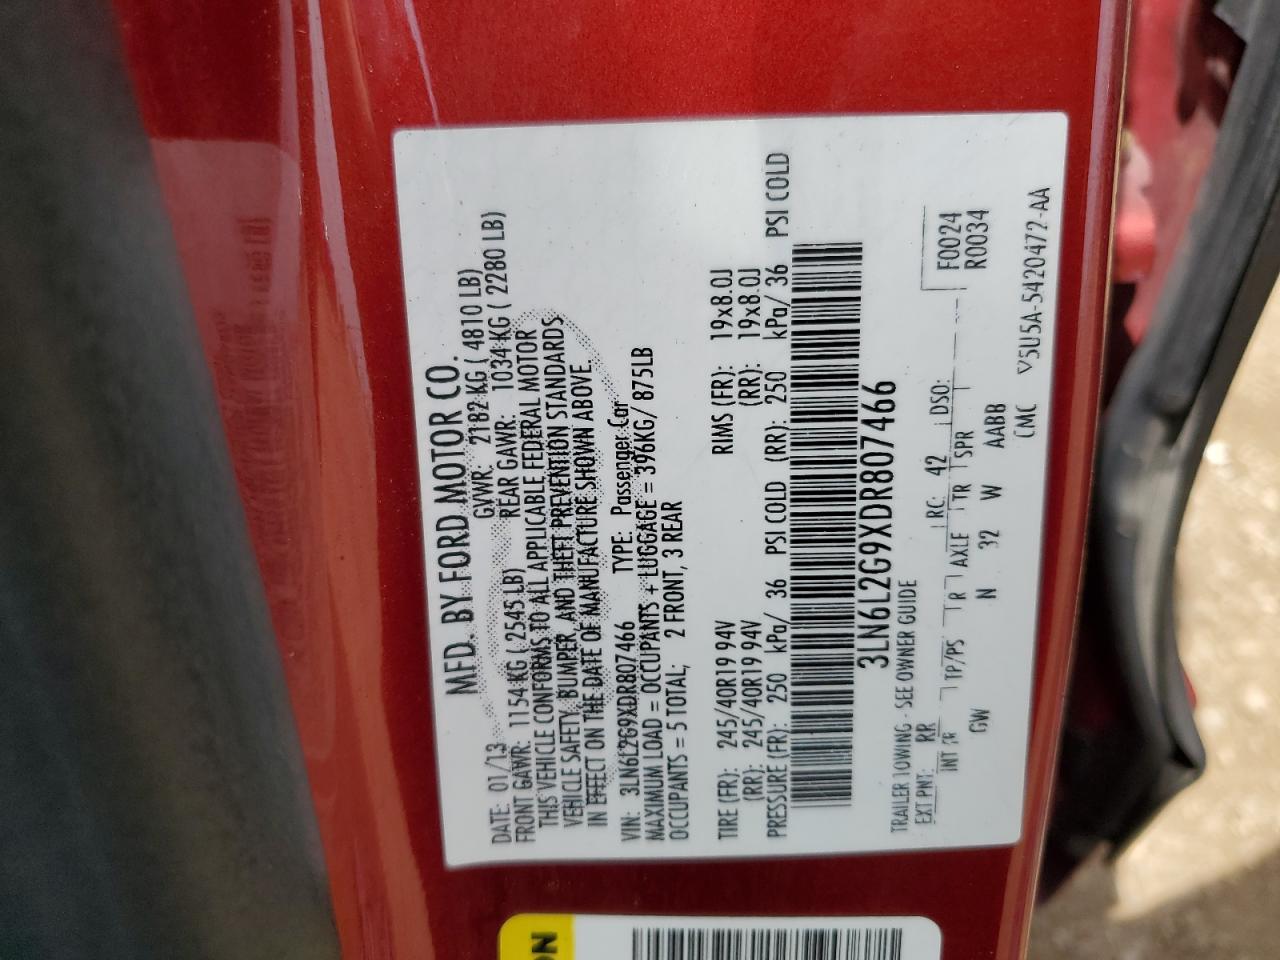 MFD. BY FORD MOTOR CO.
DATE: 01/13 GVWR: 2182 KG ( 4810 LB)
FRONT GAWR: 1154 KG ( 2545 LB) REAR GAWR: 1034 KG ( 2280 LB)
THIS VEHICLE CONFORMS TO ALL APPLICABLE FEDERAL MOTOR
VEHICLE SAFETY, BUMPER, AND THEFT PREVENTION STANDARDS
IN EFFECT ON THE DATE OF MANUFACTURE SHOWN ABOVE.
VIN: 3LN6L2G9XDR807466 TYPE: Passenger Car
MAXIMUM LOAD = OCCUPANTS + LUGGAGE = 396KG/ 875LB
OCCUPANTS = 5 TOTAL; 2 FRONT, 3 REAR
TIRE (FR): 245/40R19 94V RIMS (FR): 19x8.0J
(RR): 245/40R19 94V (RR): 19x8.0J
PRESSURE (FR): 250 kPa/ 36 PSI COLD (RR): 250 kPa/ 36 PSI COLD
3LN6L2G9XDR807466
TRAILER TOWING - SEE OWNER GUIDE
EXT PNT: RR RC: 42 DSO: F0024
INT TR TP/PS R AXLE TR SPR R0034
GW N 32 W AABB
CMC V5U5A-5420472-AA
ON